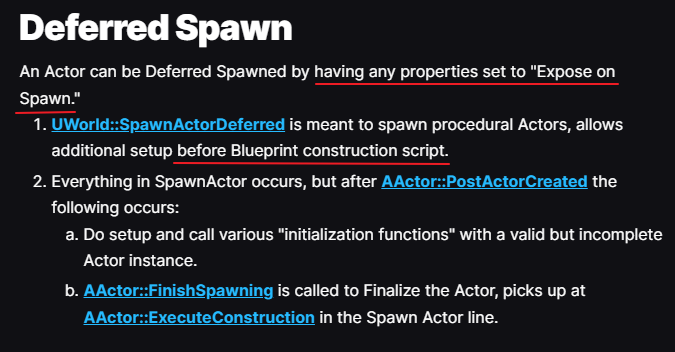 Deferred Spawn
An Actor can be Deferred Spawned by having any properties set to "Expose on
Spawn."
1. UWorld::SpawnActorDeferred is meant to spawn procedural Actors, allows
additional setup before Blueprint construction script.
2. Everything in SpawnActor occurs, but after AActor::PostActorCreated the
following occurs:
a. Do setup and call various "initialization functions" with a valid but incomplete
Actor instance.
b. AActor::FinishSpawning is called to Finalize the Actor, picks up at
AActor::ExecuteConstruction in the Spawn Actor line.